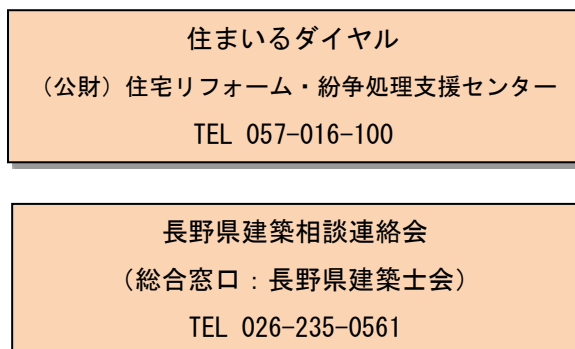 住まいるダイヤル
（公財）住宅リフォーム・紛争処理支援センター
TEL 057-016-100
長野県建築相談連絡会
（総合窓口：長野県建築士会）
TEL 026-235-0561